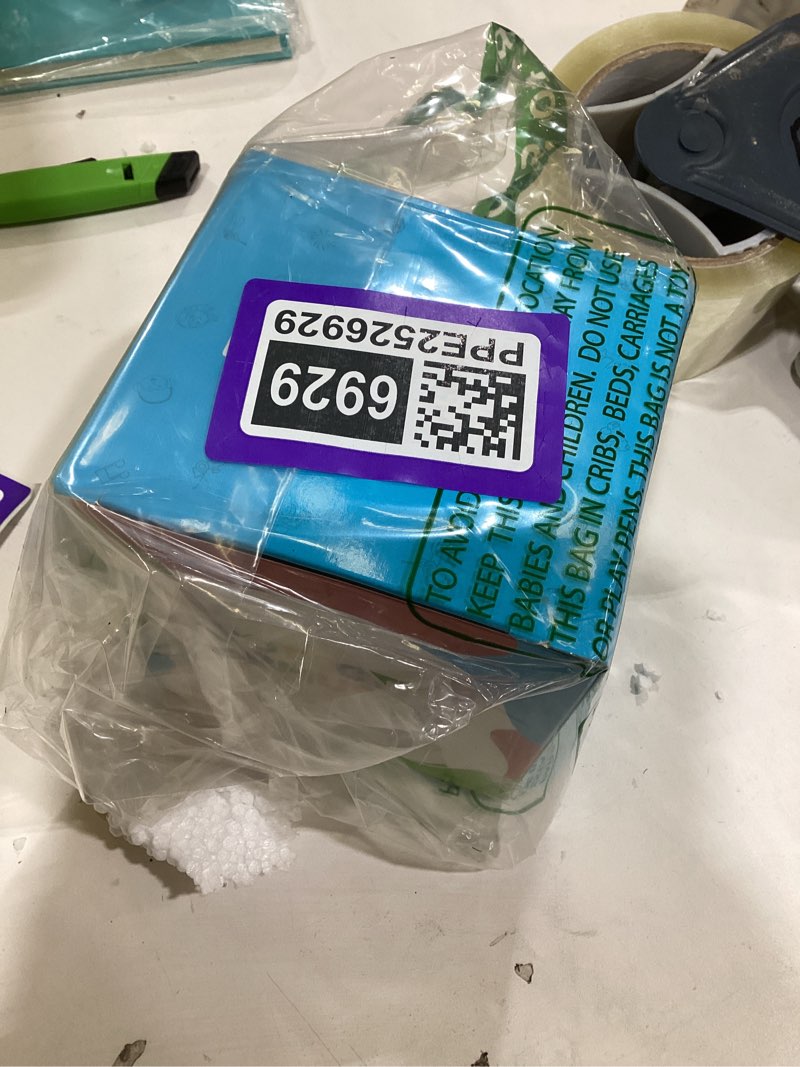 PPE2526929
6929
TO AVOID
OCATION
KEEP THIS
AY FROM
BABIES AND CHILDREN. DO NOT USE
THIS BAG IN CRIBS, BEDS, CARRIAGES
OR PLAY PENS. THIS BAG IS NOT A TOY.